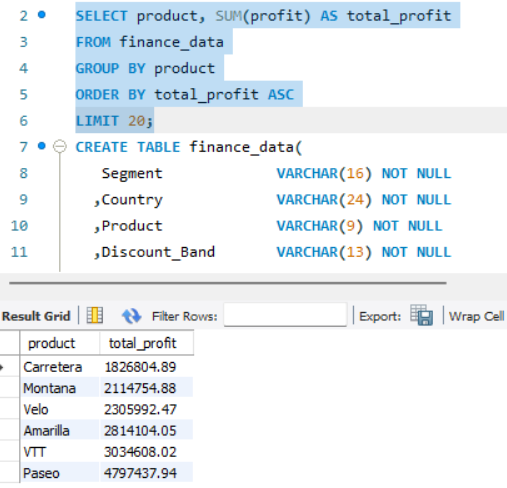 2 SELECT product, SUM(profit) AS total_profit
3 FROM finance_data
4 GROUP BY product
5 ORDER BY total_profit ASC
6 LIMIT 20;
7 CREATE TABLE finance_data(
8 Segment VARCHAR(16) NOT NULL
9 ,Country VARCHAR(24) NOT NULL
10 ,Product VARCHAR(9) NOT NULL
11 ,Discount_Band VARCHAR(13) NOT NULL
Result Grid Filter Rows: Export: Wrap Cell
product total_profit
Carretera 1826804.89
Montana 2114754.88
Velo 2305992.47
Amarilla 2814104.05
VTT 3034608.02
Paseo 4797437.94